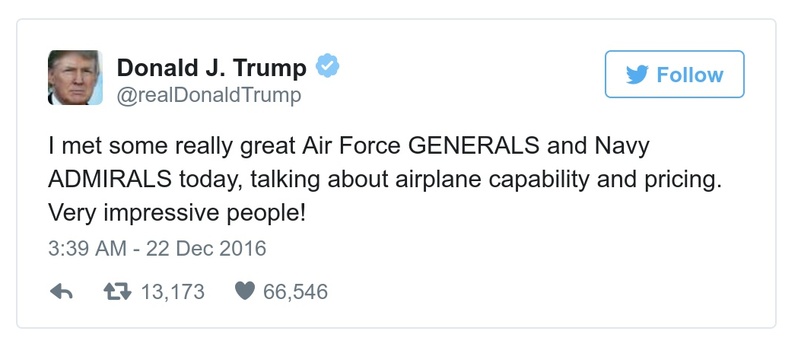 Donald J. Trump
@realDonaldTrump
Follow
I met some really great Air Force GENERALS and Navy
ADMIRALS today, talking about airplane capability and pricing.
Very impressive people!
3:39 AM - 22 Dec 2016
13,173 66,546